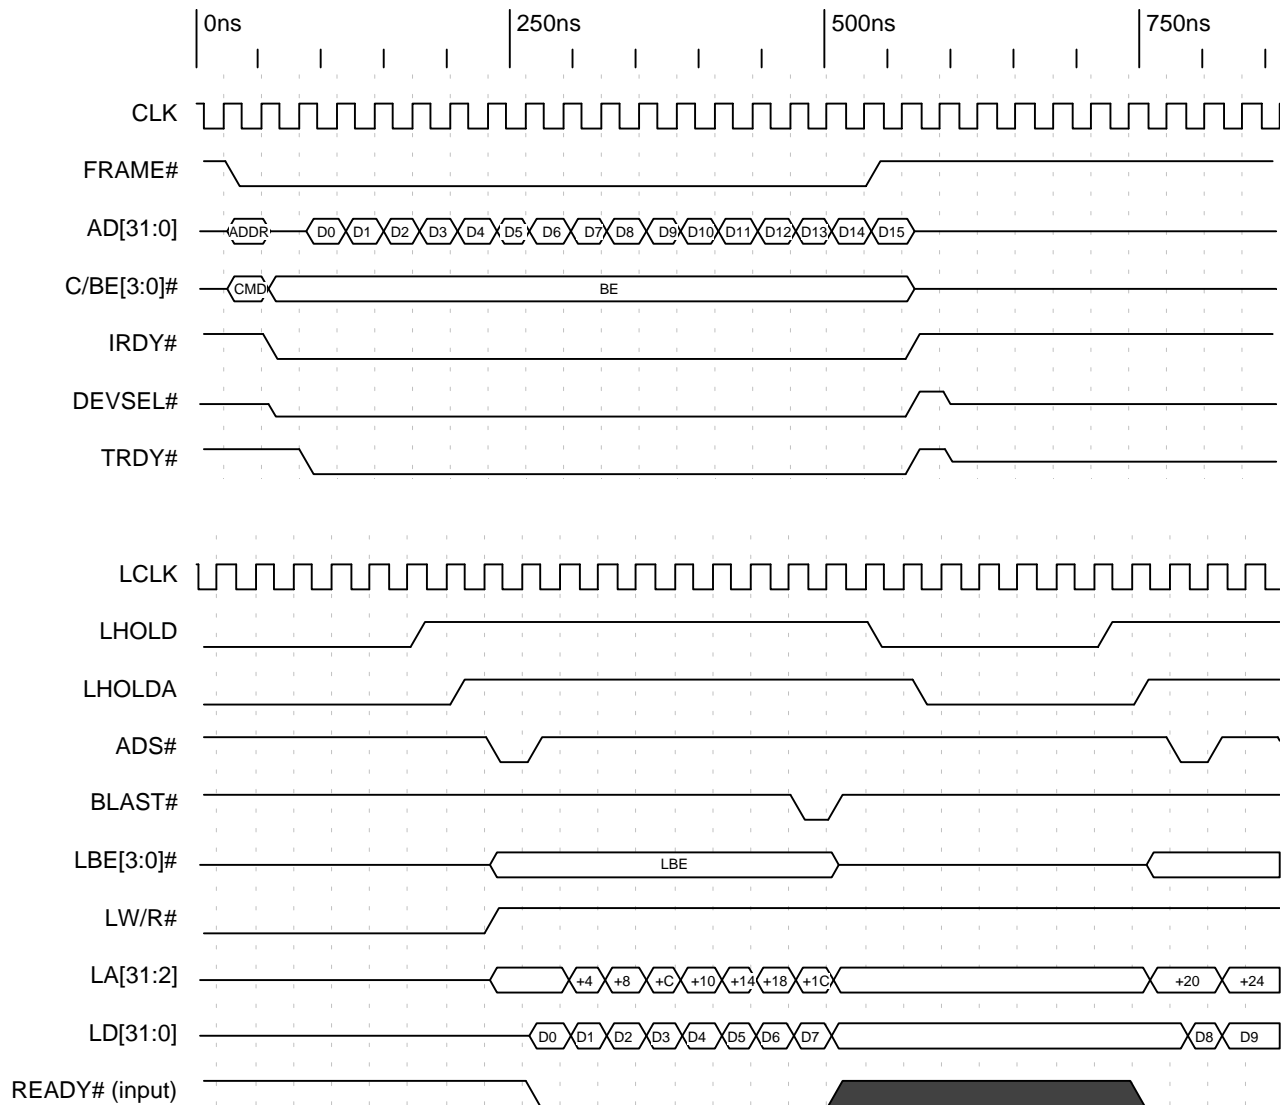 0ns 250ns 500ns 750ns
CLK
FRAME#
AD[31:0] ADDR D0 D1 D2 D3 D4 D5 D6 D7 D8 D9 D10 D11 D12 D13 D14 D15
C/BE[3:0]# CMD BE
IRDY#
DEVSEL#
TRDY#
LCLK
LHOLD
LHOLDA
ADS#
BLAST#
LBE[3:0]# LBE
LW/R#
LA[31:2] +4 +8 +C +10 +14 +18 +1C +20 +24
LD[31:0] D0 D1 D2 D3 D4 D5 D6 D7 D8 D9
READY# (input)